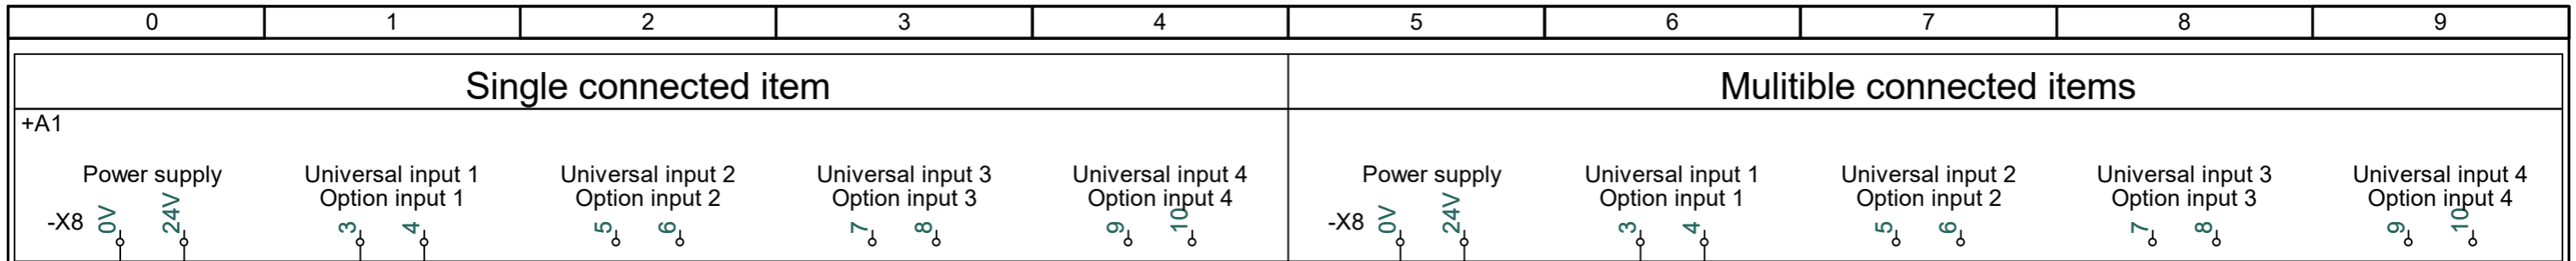 0 1 2 3 4 5 6 7 8 9
Single connected item Mulitible connected items
+A1
Power supply Universal input 1 Universal input 2 Universal input 3 Universal input 4 Power supply Universal input 1 Universal input 2 Universal input 3 Universal input 4
Option input 1 Option input 2 Option input 3 Option input 4 Option input 1 Option input 2 Option input 3 Option input 4
-X8 0V 24V 3 4 5 6 7 8 9 10 -X8 0V 24V 3 4 5 6 7 8 9 10